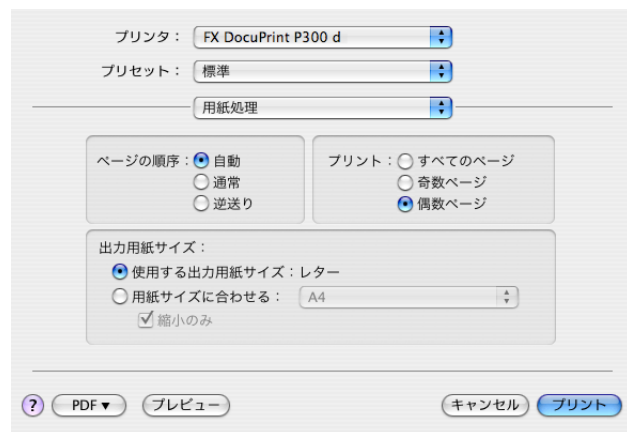 プリンタ： FX DocuPrint P300 d
プリセット： 標準
用紙処理
ページの順序： 自動
通常
逆送り
プリント： すべてのページ
奇数ページ
偶数ページ
出力用紙サイズ：
使用する出力用紙サイズ：レター
用紙サイズに合わせる： A4
縮小のみ
? PDF▼ プレビュー キャンセル プリント